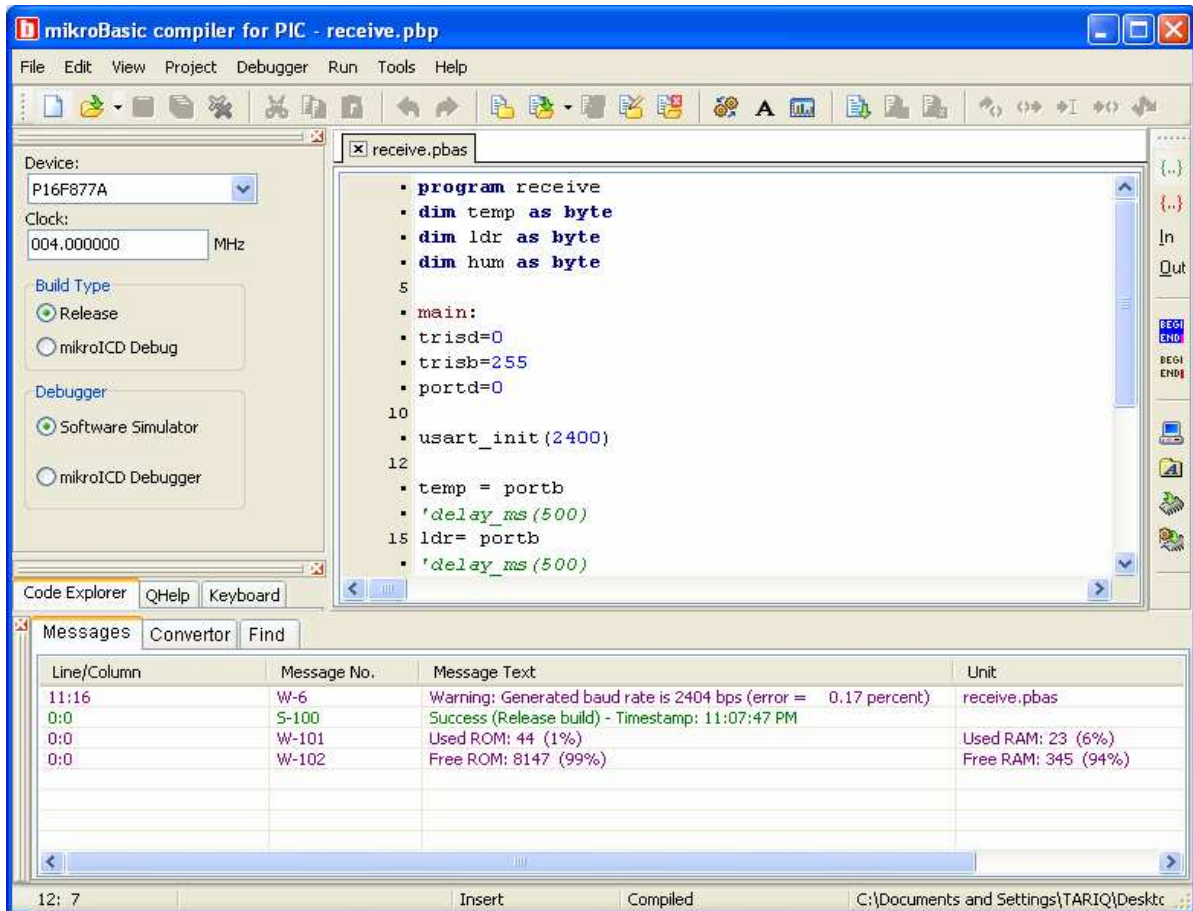 mikroBasic compiler for PIC - receive.pbp
File Edit View Project Debugger Run Tools Help
Device:
P16F877A
Clock:
004.000000 MHz
Build Type
Release
mikroICD Debug
Debugger
Software Simulator
mikroICD Debugger
Code Explorer QHelp Keyboard
receive.pbas
program receive
dim temp as byte
dim ldr as byte
dim hum as byte
5
main:
trisd=0
trisb=255
portd=0
10
usart_init(2400)
12
temp = portb
'delay_ms(500)
15 ldr= portb
'delay_ms(500)
{..}
{..}
In
Out
BEGI
END
BEGI
END
Messages Convertor Find
Line/Column Message No. Message Text Unit
11:16 W-6 Warning: Generated baud rate is 2404 bps (error = 0.17 percent) receive.pbas
0:0 S-100 Success (Release build) - Timestamp: 11:07:47 PM
0:0 W-101 Used ROM: 44 (1%) Used RAM: 23 (6%)
0:0 W-102 Free ROM: 8147 (99%) Free RAM: 345 (94%)
12: 7 Insert Compiled C:\Documents and Settings\TARIQ\Deskto